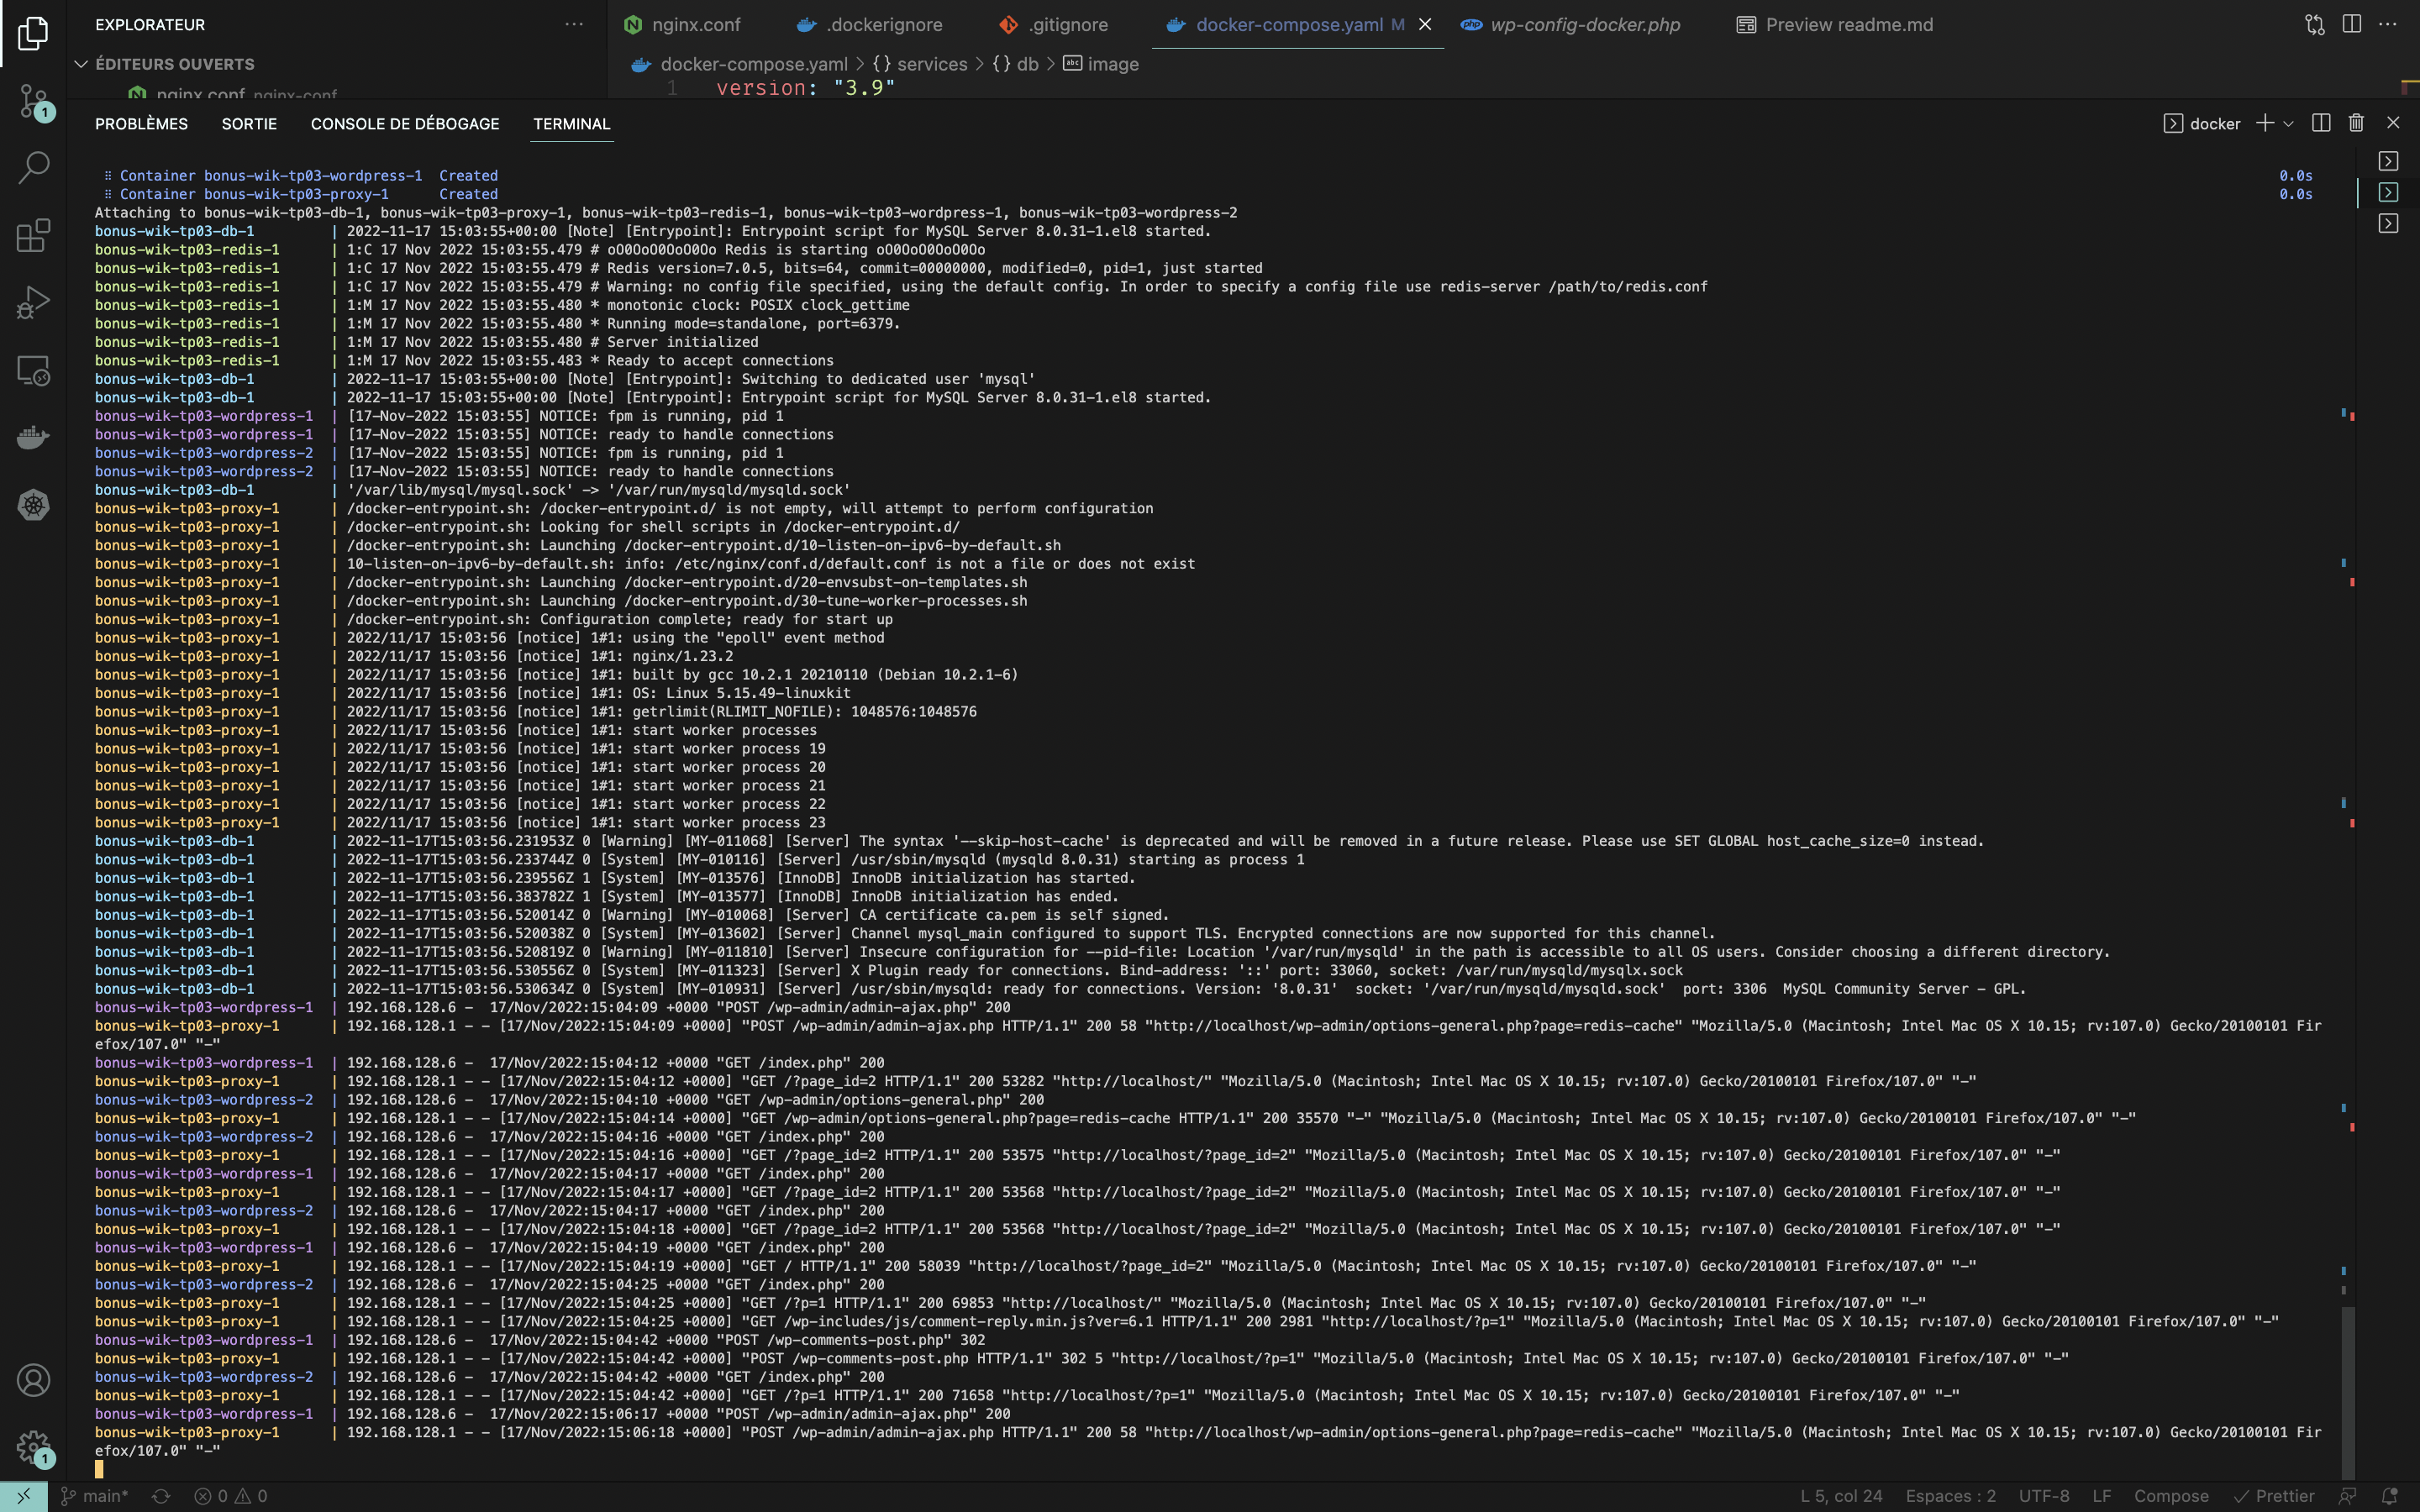 EXPLORATEUR
nginx.conf
.dockerignore
.gitignore
docker-compose.yaml M
wp-config-docker.php
Preview readme.md
ÉDITEURS OUVERTS
docker-compose.yaml > {} services > {} db > abc image
nginx.conf nginx-conf
1 version: "3.9"
PROBLÈMES SORTIE CONSOLE DE DÉBOGAGE TERMINAL
docker
Container bonus-wik-tp03-wordpress-1 Created 0.0s
Container bonus-wik-tp03-proxy-1 Created 0.0s
Attaching to bonus-wik-tp03-db-1, bonus-wik-tp03-proxy-1, bonus-wik-tp03-redis-1, bonus-wik-tp03-wordpress-1, bonus-wik-tp03-wordpress-2
bonus-wik-tp03-db-1 | 2022-11-17 15:03:55+00:00 [Note] [Entrypoint]: Entrypoint script for MySQL Server 8.0.31-1.el8 started.
bonus-wik-tp03-redis-1 | 1:C 17 Nov 2022 15:03:55.479 # oO0OoO0OoO0Oo Redis is starting oO0OoO0OoO0Oo
bonus-wik-tp03-redis-1 | 1:C 17 Nov 2022 15:03:55.479 # Redis version=7.0.5, bits=64, commit=00000000, modified=0, pid=1, just started
bonus-wik-tp03-redis-1 | 1:C 17 Nov 2022 15:03:55.479 # Warning: no config file specified, using the default config. In order to specify a config file use redis-server /path/to/redis.conf
bonus-wik-tp03-redis-1 | 1:M 17 Nov 2022 15:03:55.480 * monotonic clock: POSIX clock_gettime
bonus-wik-tp03-redis-1 | 1:M 17 Nov 2022 15:03:55.480 * Running mode=standalone, port=6379.
bonus-wik-tp03-redis-1 | 1:M 17 Nov 2022 15:03:55.480 # Server initialized
bonus-wik-tp03-redis-1 | 1:M 17 Nov 2022 15:03:55.483 * Ready to accept connections
bonus-wik-tp03-db-1 | 2022-11-17 15:03:55+00:00 [Note] [Entrypoint]: Switching to dedicated user 'mysql'
bonus-wik-tp03-db-1 | 2022-11-17 15:03:55+00:00 [Note] [Entrypoint]: Entrypoint script for MySQL Server 8.0.31-1.el8 started.
bonus-wik-tp03-wordpress-1 | [17-Nov-2022 15:03:55] NOTICE: fpm is running, pid 1
bonus-wik-tp03-wordpress-1 | [17-Nov-2022 15:03:55] NOTICE: ready to handle connections
bonus-wik-tp03-wordpress-2 | [17-Nov-2022 15:03:55] NOTICE: fpm is running, pid 1
bonus-wik-tp03-wordpress-2 | [17-Nov-2022 15:03:55] NOTICE: ready to handle connections
bonus-wik-tp03-db-1 | '/var/lib/mysql/mysql.sock' -> '/var/run/mysqld/mysqld.sock'
bonus-wik-tp03-proxy-1 | /docker-entrypoint.sh: /docker-entrypoint.d/ is not empty, will attempt to perform configuration
bonus-wik-tp03-proxy-1 | /docker-entrypoint.sh: Looking for shell scripts in /docker-entrypoint.d/
bonus-wik-tp03-proxy-1 | /docker-entrypoint.sh: Launching /docker-entrypoint.d/10-listen-on-ipv6-by-default.sh
bonus-wik-tp03-proxy-1 | 10-listen-on-ipv6-by-default.sh: info: /etc/nginx/conf.d/default.conf is not a file or does not exist
bonus-wik-tp03-proxy-1 | /docker-entrypoint.sh: Launching /docker-entrypoint.d/20-envsubst-on-templates.sh
bonus-wik-tp03-proxy-1 | /docker-entrypoint.sh: Launching /docker-entrypoint.d/30-tune-worker-processes.sh
bonus-wik-tp03-proxy-1 | /docker-entrypoint.sh: Configuration complete; ready for start up
bonus-wik-tp03-proxy-1 | 2022/11/17 15:03:56 [notice] 1#1: using the "epoll" event method
bonus-wik-tp03-proxy-1 | 2022/11/17 15:03:56 [notice] 1#1: nginx/1.23.2
bonus-wik-tp03-proxy-1 | 2022/11/17 15:03:56 [notice] 1#1: built by gcc 10.2.1 20210110 (Debian 10.2.1-6)
bonus-wik-tp03-proxy-1 | 2022/11/17 15:03:56 [notice] 1#1: OS: Linux 5.15.49-linuxkit
bonus-wik-tp03-proxy-1 | 2022/11/17 15:03:56 [notice] 1#1: getrlimit(RLIMIT_NOFILE): 1048576:1048576
bonus-wik-tp03-proxy-1 | 2022/11/17 15:03:56 [notice] 1#1: start worker processes
bonus-wik-tp03-proxy-1 | 2022/11/17 15:03:56 [notice] 1#1: start worker process 19
bonus-wik-tp03-proxy-1 | 2022/11/17 15:03:56 [notice] 1#1: start worker process 20
bonus-wik-tp03-proxy-1 | 2022/11/17 15:03:56 [notice] 1#1: start worker process 21
bonus-wik-tp03-proxy-1 | 2022/11/17 15:03:56 [notice] 1#1: start worker process 22
bonus-wik-tp03-proxy-1 | 2022/11/17 15:03:56 [notice] 1#1: start worker process 23
bonus-wik-tp03-db-1 | 2022-11-17T15:03:56.231953Z 0 [Warning] [MY-011068] [Server] The syntax '--skip-host-cache' is deprecated and will be removed in a future release. Please use SET GLOBAL host_cache_size=0 instead.
bonus-wik-tp03-db-1 | 2022-11-17T15:03:56.233744Z 0 [System] [MY-010116] [Server] /usr/sbin/mysqld (mysqld 8.0.31) starting as process 1
bonus-wik-tp03-db-1 | 2022-11-17T15:03:56.239556Z 1 [System] [MY-013576] [InnoDB] InnoDB initialization has started.
bonus-wik-tp03-db-1 | 2022-11-17T15:03:56.383782Z 1 [System] [MY-013577] [InnoDB] InnoDB initialization has ended.
bonus-wik-tp03-db-1 | 2022-11-17T15:03:56.520014Z 0 [Warning] [MY-010068] [Server] CA certificate ca.pem is self signed.
bonus-wik-tp03-db-1 | 2022-11-17T15:03:56.520038Z 0 [System] [MY-013602] [Server] Channel mysql_main configured to support TLS. Encrypted connections are now supported for this channel.
bonus-wik-tp03-db-1 | 2022-11-17T15:03:56.520819Z 0 [Warning] [MY-011810] [Server] Insecure configuration for --pid-file: Location '/var/run/mysqld' in the path is accessible to all OS users. Consider choosing a different directory.
bonus-wik-tp03-db-1 | 2022-11-17T15:03:56.530556Z 0 [System] [MY-011323] [Server] X Plugin ready for connections. Bind-address: '::' port: 33060, socket: /var/run/mysqld/mysqlx.sock
bonus-wik-tp03-db-1 | 2022-11-17T15:03:56.530634Z 0 [System] [MY-010931] [Server] /usr/sbin/mysqld: ready for connections. Version: '8.0.31' socket: '/var/run/mysqld/mysqld.sock' port: 3306 MySQL Community Server - GPL.
bonus-wik-tp03-wordpress-1 | 192.168.128.6 - 17/Nov/2022:15:04:09 +0000 "POST /wp-admin/admin-ajax.php" 200
bonus-wik-tp03-proxy-1 | 192.168.128.1 - - [17/Nov/2022:15:04:09 +0000] "POST /wp-admin/admin-ajax.php HTTP/1.1" 200 58 "http://localhost/wp-admin/options-general.php?page=redis-cache" "Mozilla/5.0 (Macintosh; Intel Mac OS X 10.15; rv:107.0) Gecko/20100101 Fir
efox/107.0" "-"
bonus-wik-tp03-wordpress-1 | 192.168.128.6 - 17/Nov/2022:15:04:12 +0000 "GET /index.php" 200
bonus-wik-tp03-proxy-1 | 192.168.128.1 - - [17/Nov/2022:15:04:12 +0000] "GET /?page_id=2 HTTP/1.1" 200 53282 "http://localhost/" "Mozilla/5.0 (Macintosh; Intel Mac OS X 10.15; rv:107.0) Gecko/20100101 Firefox/107.0" "-"
bonus-wik-tp03-wordpress-2 | 192.168.128.6 - 17/Nov/2022:15:04:10 +0000 "GET /wp-admin/options-general.php" 200
bonus-wik-tp03-proxy-1 | 192.168.128.1 - - [17/Nov/2022:15:04:14 +0000] "GET /wp-admin/options-general.php?page=redis-cache HTTP/1.1" 200 35570 "-" "Mozilla/5.0 (Macintosh; Intel Mac OS X 10.15; rv:107.0) Gecko/20100101 Firefox/107.0" "-"
bonus-wik-tp03-wordpress-2 | 192.168.128.6 - 17/Nov/2022:15:04:16 +0000 "GET /index.php" 200
bonus-wik-tp03-proxy-1 | 192.168.128.1 - - [17/Nov/2022:15:04:16 +0000] "GET /?page_id=2 HTTP/1.1" 200 53575 "http://localhost/?page_id=2" "Mozilla/5.0 (Macintosh; Intel Mac OS X 10.15; rv:107.0) Gecko/20100101 Firefox/107.0" "-"
bonus-wik-tp03-wordpress-1 | 192.168.128.6 - 17/Nov/2022:15:04:17 +0000 "GET /index.php" 200
bonus-wik-tp03-proxy-1 | 192.168.128.1 - - [17/Nov/2022:15:04:17 +0000] "GET /?page_id=2 HTTP/1.1" 200 53568 "http://localhost/?page_id=2" "Mozilla/5.0 (Macintosh; Intel Mac OS X 10.15; rv:107.0) Gecko/20100101 Firefox/107.0" "-"
bonus-wik-tp03-wordpress-2 | 192.168.128.6 - 17/Nov/2022:15:04:17 +0000 "GET /index.php" 200
bonus-wik-tp03-proxy-1 | 192.168.128.1 - - [17/Nov/2022:15:04:18 +0000] "GET /?page_id=2 HTTP/1.1" 200 53568 "http://localhost/?page_id=2" "Mozilla/5.0 (Macintosh; Intel Mac OS X 10.15; rv:107.0) Gecko/20100101 Firefox/107.0" "-"
bonus-wik-tp03-wordpress-1 | 192.168.128.6 - 17/Nov/2022:15:04:19 +0000 "GET /index.php" 200
bonus-wik-tp03-proxy-1 | 192.168.128.1 - - [17/Nov/2022:15:04:19 +0000] "GET / HTTP/1.1" 200 58039 "http://localhost/?page_id=2" "Mozilla/5.0 (Macintosh; Intel Mac OS X 10.15; rv:107.0) Gecko/20100101 Firefox/107.0" "-"
bonus-wik-tp03-wordpress-2 | 192.168.128.6 - 17/Nov/2022:15:04:25 +0000 "GET /index.php" 200
bonus-wik-tp03-proxy-1 | 192.168.128.1 - - [17/Nov/2022:15:04:25 +0000] "GET /?p=1 HTTP/1.1" 200 69853 "http://localhost/" "Mozilla/5.0 (Macintosh; Intel Mac OS X 10.15; rv:107.0) Gecko/20100101 Firefox/107.0" "-"
bonus-wik-tp03-proxy-1 | 192.168.128.1 - - [17/Nov/2022:15:04:25 +0000] "GET /wp-includes/js/comment-reply.min.js?ver=6.1 HTTP/1.1" 200 2981 "http://localhost/?p=1" "Mozilla/5.0 (Macintosh; Intel Mac OS X 10.15; rv:107.0) Gecko/20100101 Firefox/107.0" "-"
bonus-wik-tp03-wordpress-1 | 192.168.128.6 - 17/Nov/2022:15:04:42 +0000 "POST /wp-comments-post.php" 302
bonus-wik-tp03-proxy-1 | 192.168.128.1 - - [17/Nov/2022:15:04:42 +0000] "POST /wp-comments-post.php HTTP/1.1" 302 5 "http://localhost/?p=1" "Mozilla/5.0 (Macintosh; Intel Mac OS X 10.15; rv:107.0) Gecko/20100101 Firefox/107.0" "-"
bonus-wik-tp03-wordpress-2 | 192.168.128.6 - 17/Nov/2022:15:04:42 +0000 "GET /index.php" 200
bonus-wik-tp03-proxy-1 | 192.168.128.1 - - [17/Nov/2022:15:04:42 +0000] "GET /?p=1 HTTP/1.1" 200 71658 "http://localhost/?p=1" "Mozilla/5.0 (Macintosh; Intel Mac OS X 10.15; rv:107.0) Gecko/20100101 Firefox/107.0" "-"
bonus-wik-tp03-wordpress-1 | 192.168.128.6 - 17/Nov/2022:15:06:17 +0000 "POST /wp-admin/admin-ajax.php" 200
bonus-wik-tp03-proxy-1 | 192.168.128.1 - - [17/Nov/2022:15:06:18 +0000] "POST /wp-admin/admin-ajax.php HTTP/1.1" 200 58 "http://localhost/wp-admin/options-general.php?page=redis-cache" "Mozilla/5.0 (Macintosh; Intel Mac OS X 10.15; rv:107.0) Gecko/20100101 Fir
efox/107.0" "-"
1
1
main* 0 0 L 5, col 24 Espaces : 2 UTF-8 LF Compose Prettier